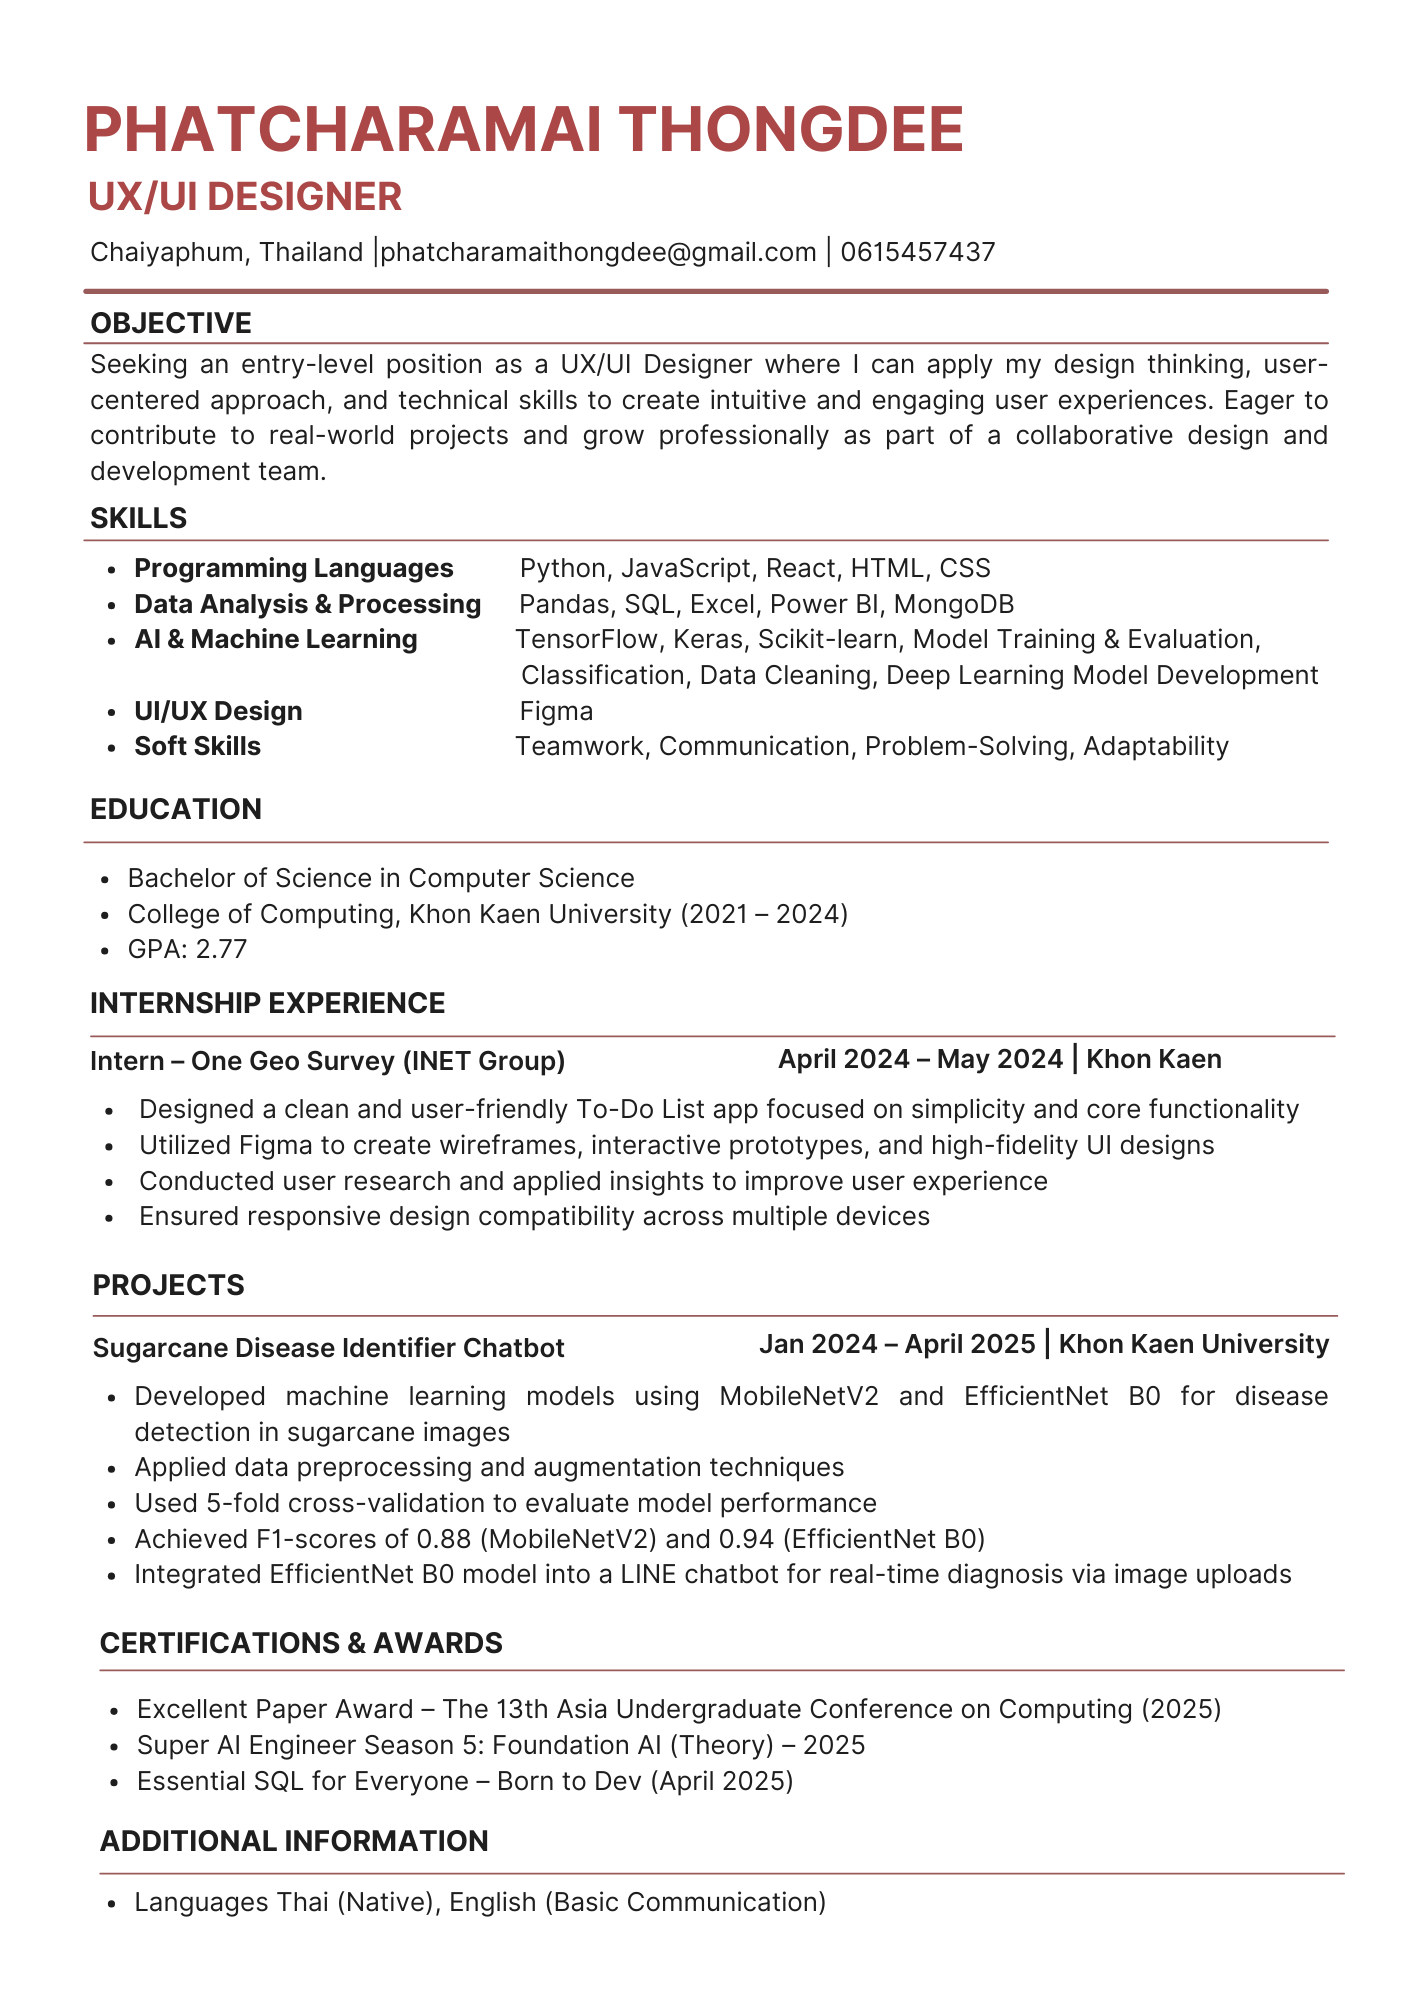 PHATCHARAMAI THONGDEE
UX/UI DESIGNER
Chaiyaphum, Thailand |phatcharamaithongdee@gmail.com | 0615457437
OBJECTIVE
Seeking an entry-level position as a UX/UI Designer where I can apply my design thinking, user-
centered approach, and technical skills to create intuitive and engaging user experiences. Eager to
contribute to real-world projects and grow professionally as part of a collaborative design and
development team.
SKILLS
• Programming Languages Python, JavaScript, React, HTML, CSS
• Data Analysis & Processing Pandas, SQL, Excel, Power BI, MongoDB
• AI & Machine Learning TensorFlow, Keras, Scikit-learn, Model Training & Evaluation,
Classification, Data Cleaning, Deep Learning Model Development
• UI/UX Design Figma
• Soft Skills Teamwork, Communication, Problem-Solving, Adaptability
EDUCATION
• Bachelor of Science in Computer Science
• College of Computing, Khon Kaen University (2021 – 2024)
• GPA: 2.77
INTERNSHIP EXPERIENCE
Intern – One Geo Survey (INET Group) April 2024 – May 2024 | Khon Kaen
• Designed a clean and user-friendly To-Do List app focused on simplicity and core functionality
• Utilized Figma to create wireframes, interactive prototypes, and high-fidelity UI designs
• Conducted user research and applied insights to improve user experience
• Ensured responsive design compatibility across multiple devices
PROJECTS
Sugarcane Disease Identifier Chatbot Jan 2024 – April 2025 | Khon Kaen University
• Developed machine learning models using MobileNetV2 and EfficientNet B0 for disease
detection in sugarcane images
• Applied data preprocessing and augmentation techniques
• Used 5-fold cross-validation to evaluate model performance
• Achieved F1-scores of 0.88 (MobileNetV2) and 0.94 (EfficientNet B0)
• Integrated EfficientNet B0 model into a LINE chatbot for real-time diagnosis via image uploads
CERTIFICATIONS & AWARDS
• Excellent Paper Award – The 13th Asia Undergraduate Conference on Computing (2025)
• Super AI Engineer Season 5: Foundation AI (Theory) – 2025
• Essential SQL for Everyone – Born to Dev (April 2025)
ADDITIONAL INFORMATION
• Languages Thai (Native), English (Basic Communication)